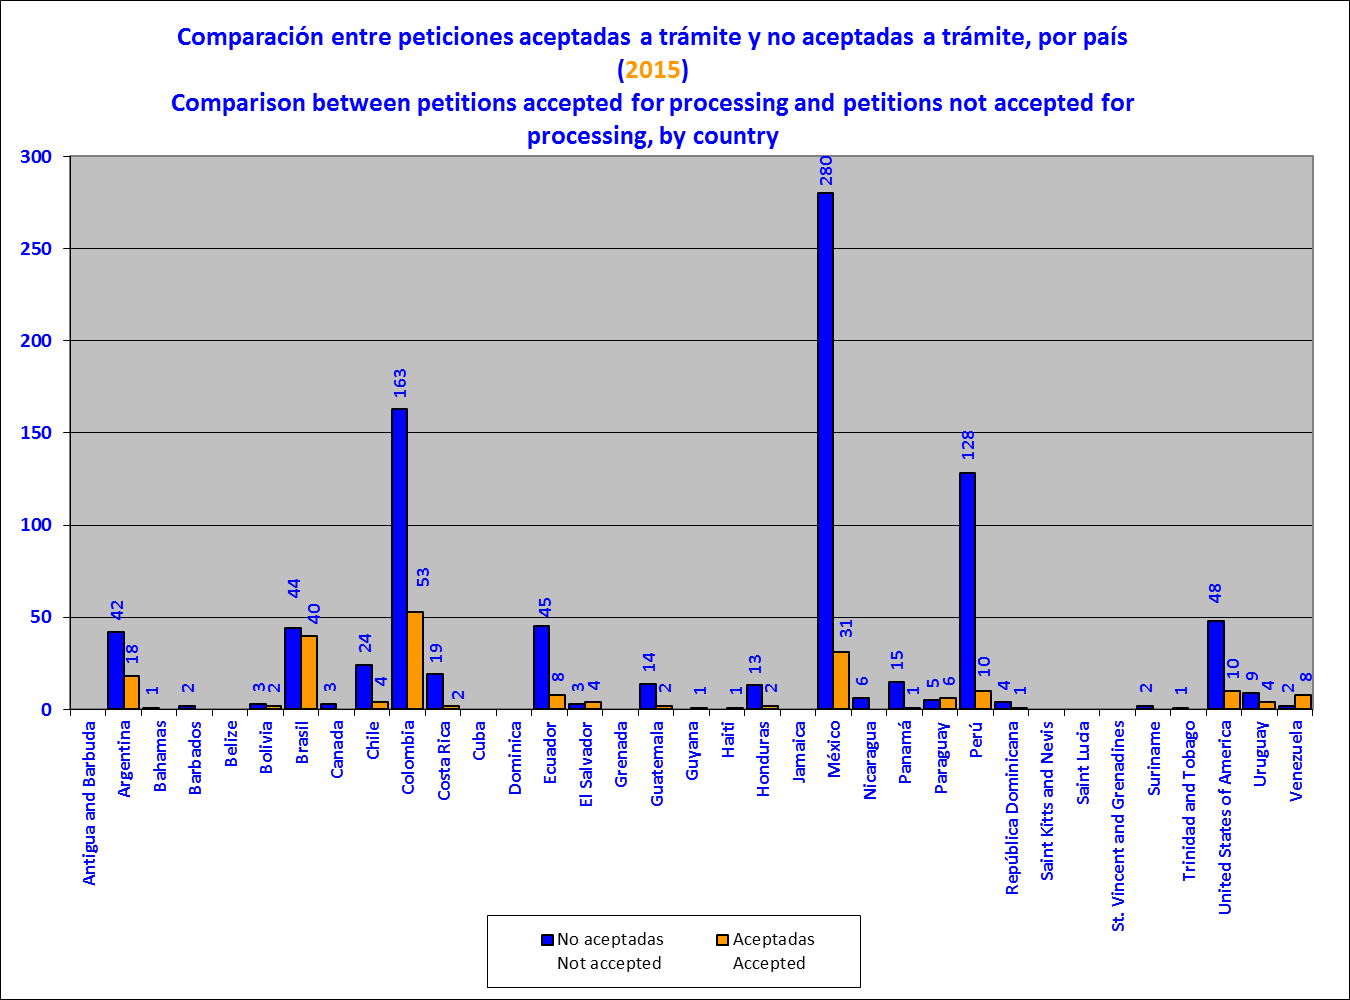 Comparación entre peticiones aceptadas a trámite y no aceptadas a trámite, por país
(2015)
Comparison between petitions accepted for processing and petitions not accepted for
processing, by country
300
250
200
150
100
50
0
42
18
1
2
3
2
44
40
3
24
4
163
53
19
2
45
8
3
4
14
2
1
1
13
2
280
31
6
15
1
5
6
128
10
4
1
2
1
48
10
9
4
2
8
Antigua and Barbuda
Argentina
Bahamas
Barbados
Belize
Bolivia
Brasil
Canada
Chile
Colombia
Costa Rica
Cuba
Dominica
Ecuador
El Salvador
Grenada
Guatemala
Guyana
Haiti
Honduras
Jamaica
México
Nicaragua
Panamá
Paraguay
Perú
República Dominicana
Saint Kitts and Nevis
Saint Lucia
St. Vincent and Grenadines
Suriname
Trinidad and Tobago
United States of America
Uruguay
Venezuela
No aceptadas
Not accepted
Aceptadas
Accepted